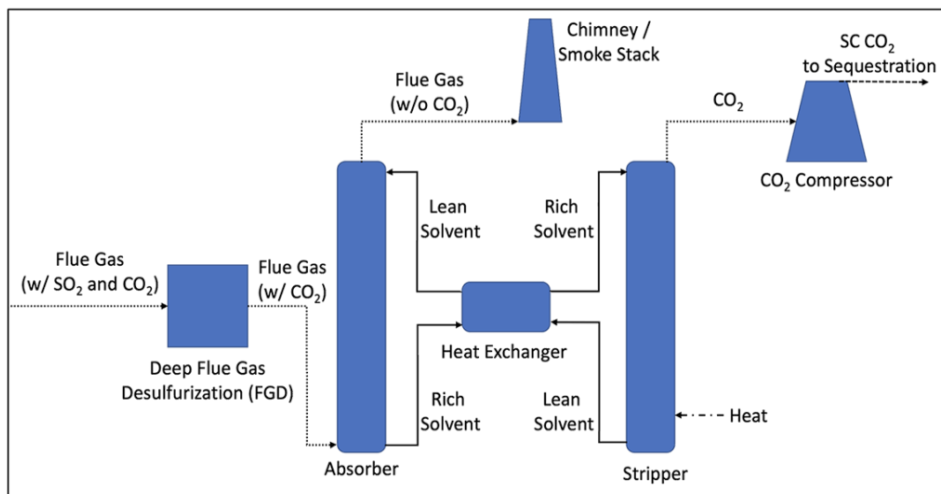 Chimney /
Smoke Stack
SC CO₂
to Sequestration
Flue Gas
(w/o CO₂)
CO₂
CO₂ Compressor
Lean
Solvent
Rich
Solvent
Flue Gas
(w/ SO₂ and CO₂)
Flue Gas
(w/ CO₂)
Heat Exchanger
Deep Flue Gas
Desulfurization (FGD)
Rich
Solvent
Lean
Solvent
Heat
Absorber
Stripper